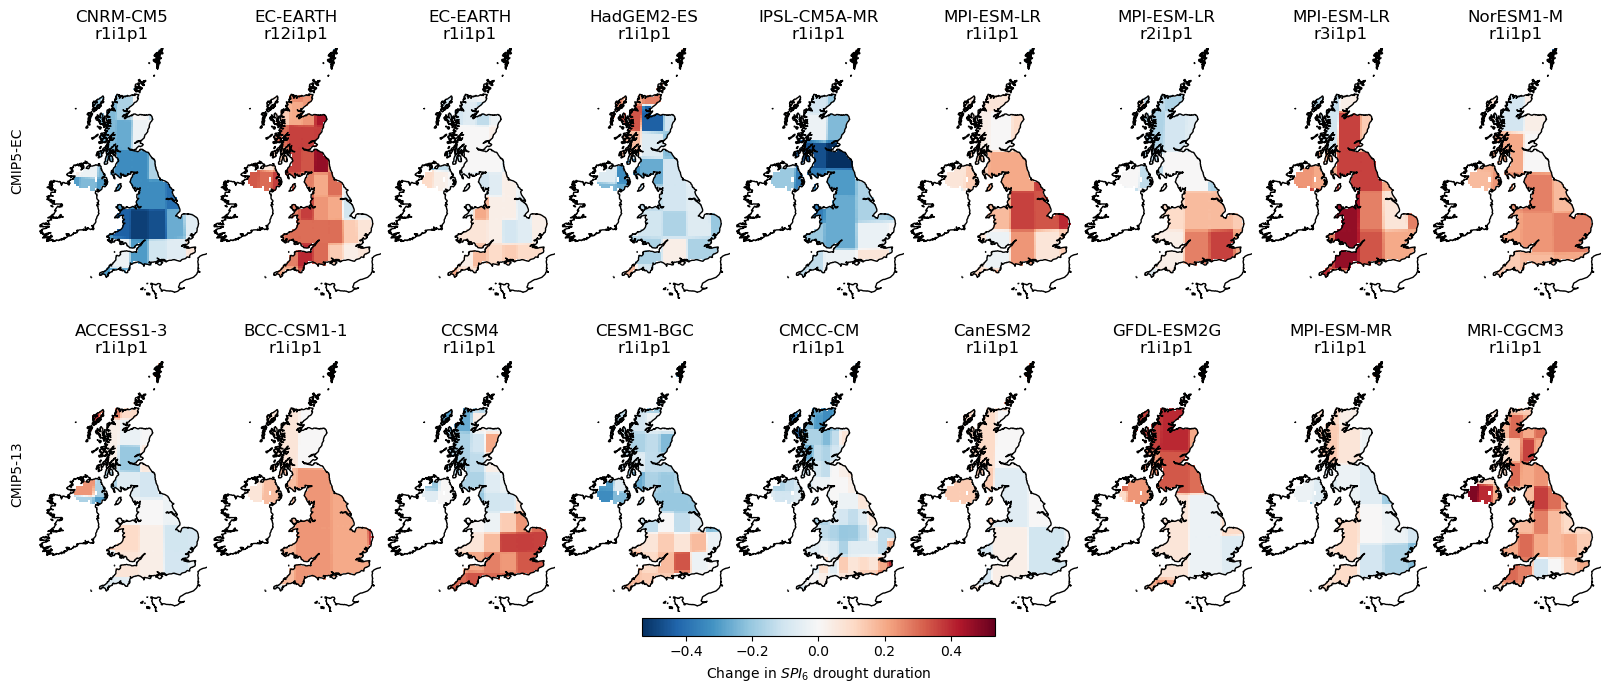 CNRM-CM5 EC-EARTH EC-EARTH HadGEM2-ES IPSL-CM5A-MR MPI-ESM-LR MPI-ESM-LR MPI-ESM-LR NorESM1-M
r1i1p1 r12i1p1 r1i1p1 r1i1p1 r1i1p1 r1i1p1 r2i1p1 r3i1p1 r1i1p1
CMIP5-EC
ACCESS1-3 BCC-CSM1-1 CCSM4 CESM1-BGC CMCC-CM CanESM2 GFDL-ESM2G MPI-ESM-MR MRI-CGCM3
r1i1p1 r1i1p1 r1i1p1 r1i1p1 r1i1p1 r1i1p1 r1i1p1 r1i1p1 r1i1p1
CMIP5-13
−0.4 −0.2 0.0 0.2 0.4
Change in SPI₆ drought duration